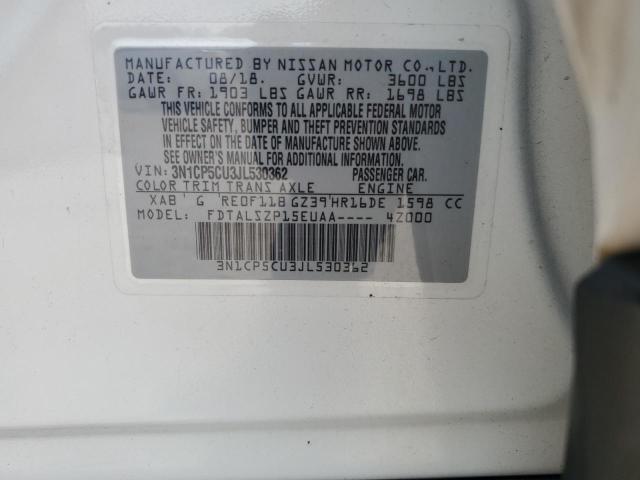 MANUFACTURED BY NISSAN MOTOR CO.,LTD.
DATE: 08/18. GVWR: 3600 LBS
GAWR FR: 1903 LBS GAWR RR: 1698 LBS
THIS VEHICLE CONFORMS TO ALL APPLICABLE FEDERAL MOTOR
VEHICLE SAFETY, BUMPER AND THEFT PREVENTION STANDARDS
IN EFFECT ON THE DATE OF MANUFACTURE SHOWN ABOVE.
SEE OWNER'S MANUAL FOR ADDITIONAL INFORMATION.
VIN: 3N1CP5CU3JL530362 PASSENGER CAR.
COLOR TRIM TRANS AXLE ENGINE
XAB' G 'RE0F11B GZ39'HR16DE 1598 CC
MODEL: FDTALSZP15EUAA---- 4Z000
3N1CP5CU3JL530362